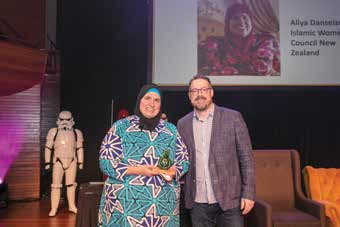 Aliya Danzeisen
Islamic Women's
Council New
Zealand